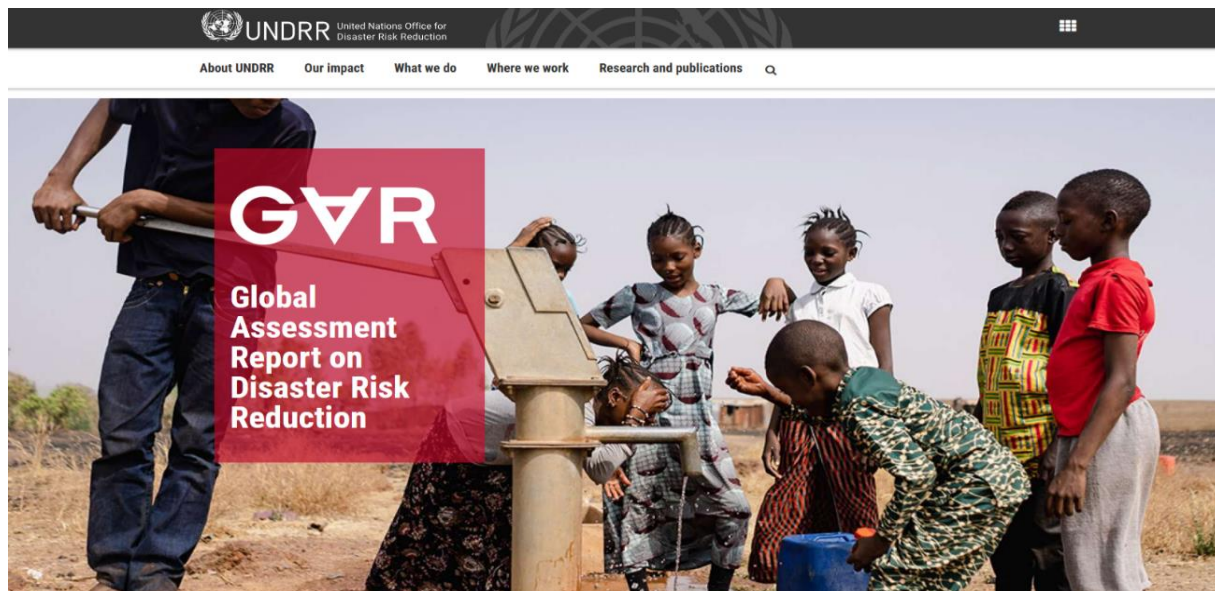 UNDRR United Nations Office for
Disaster Risk Reduction
About UNDRR Our impact What we do Where we work Research and publications
G∀R
Global
Assessment
Report on
Disaster Risk
Reduction